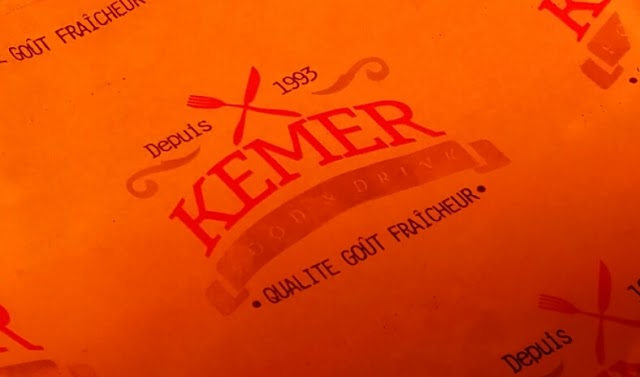 GOÛT FRAÎCHEUR
Depuis 1993
KEMER
FOOD & DRINK
• QUALITE GOÛT FRAÎCHEUR •
Depuis